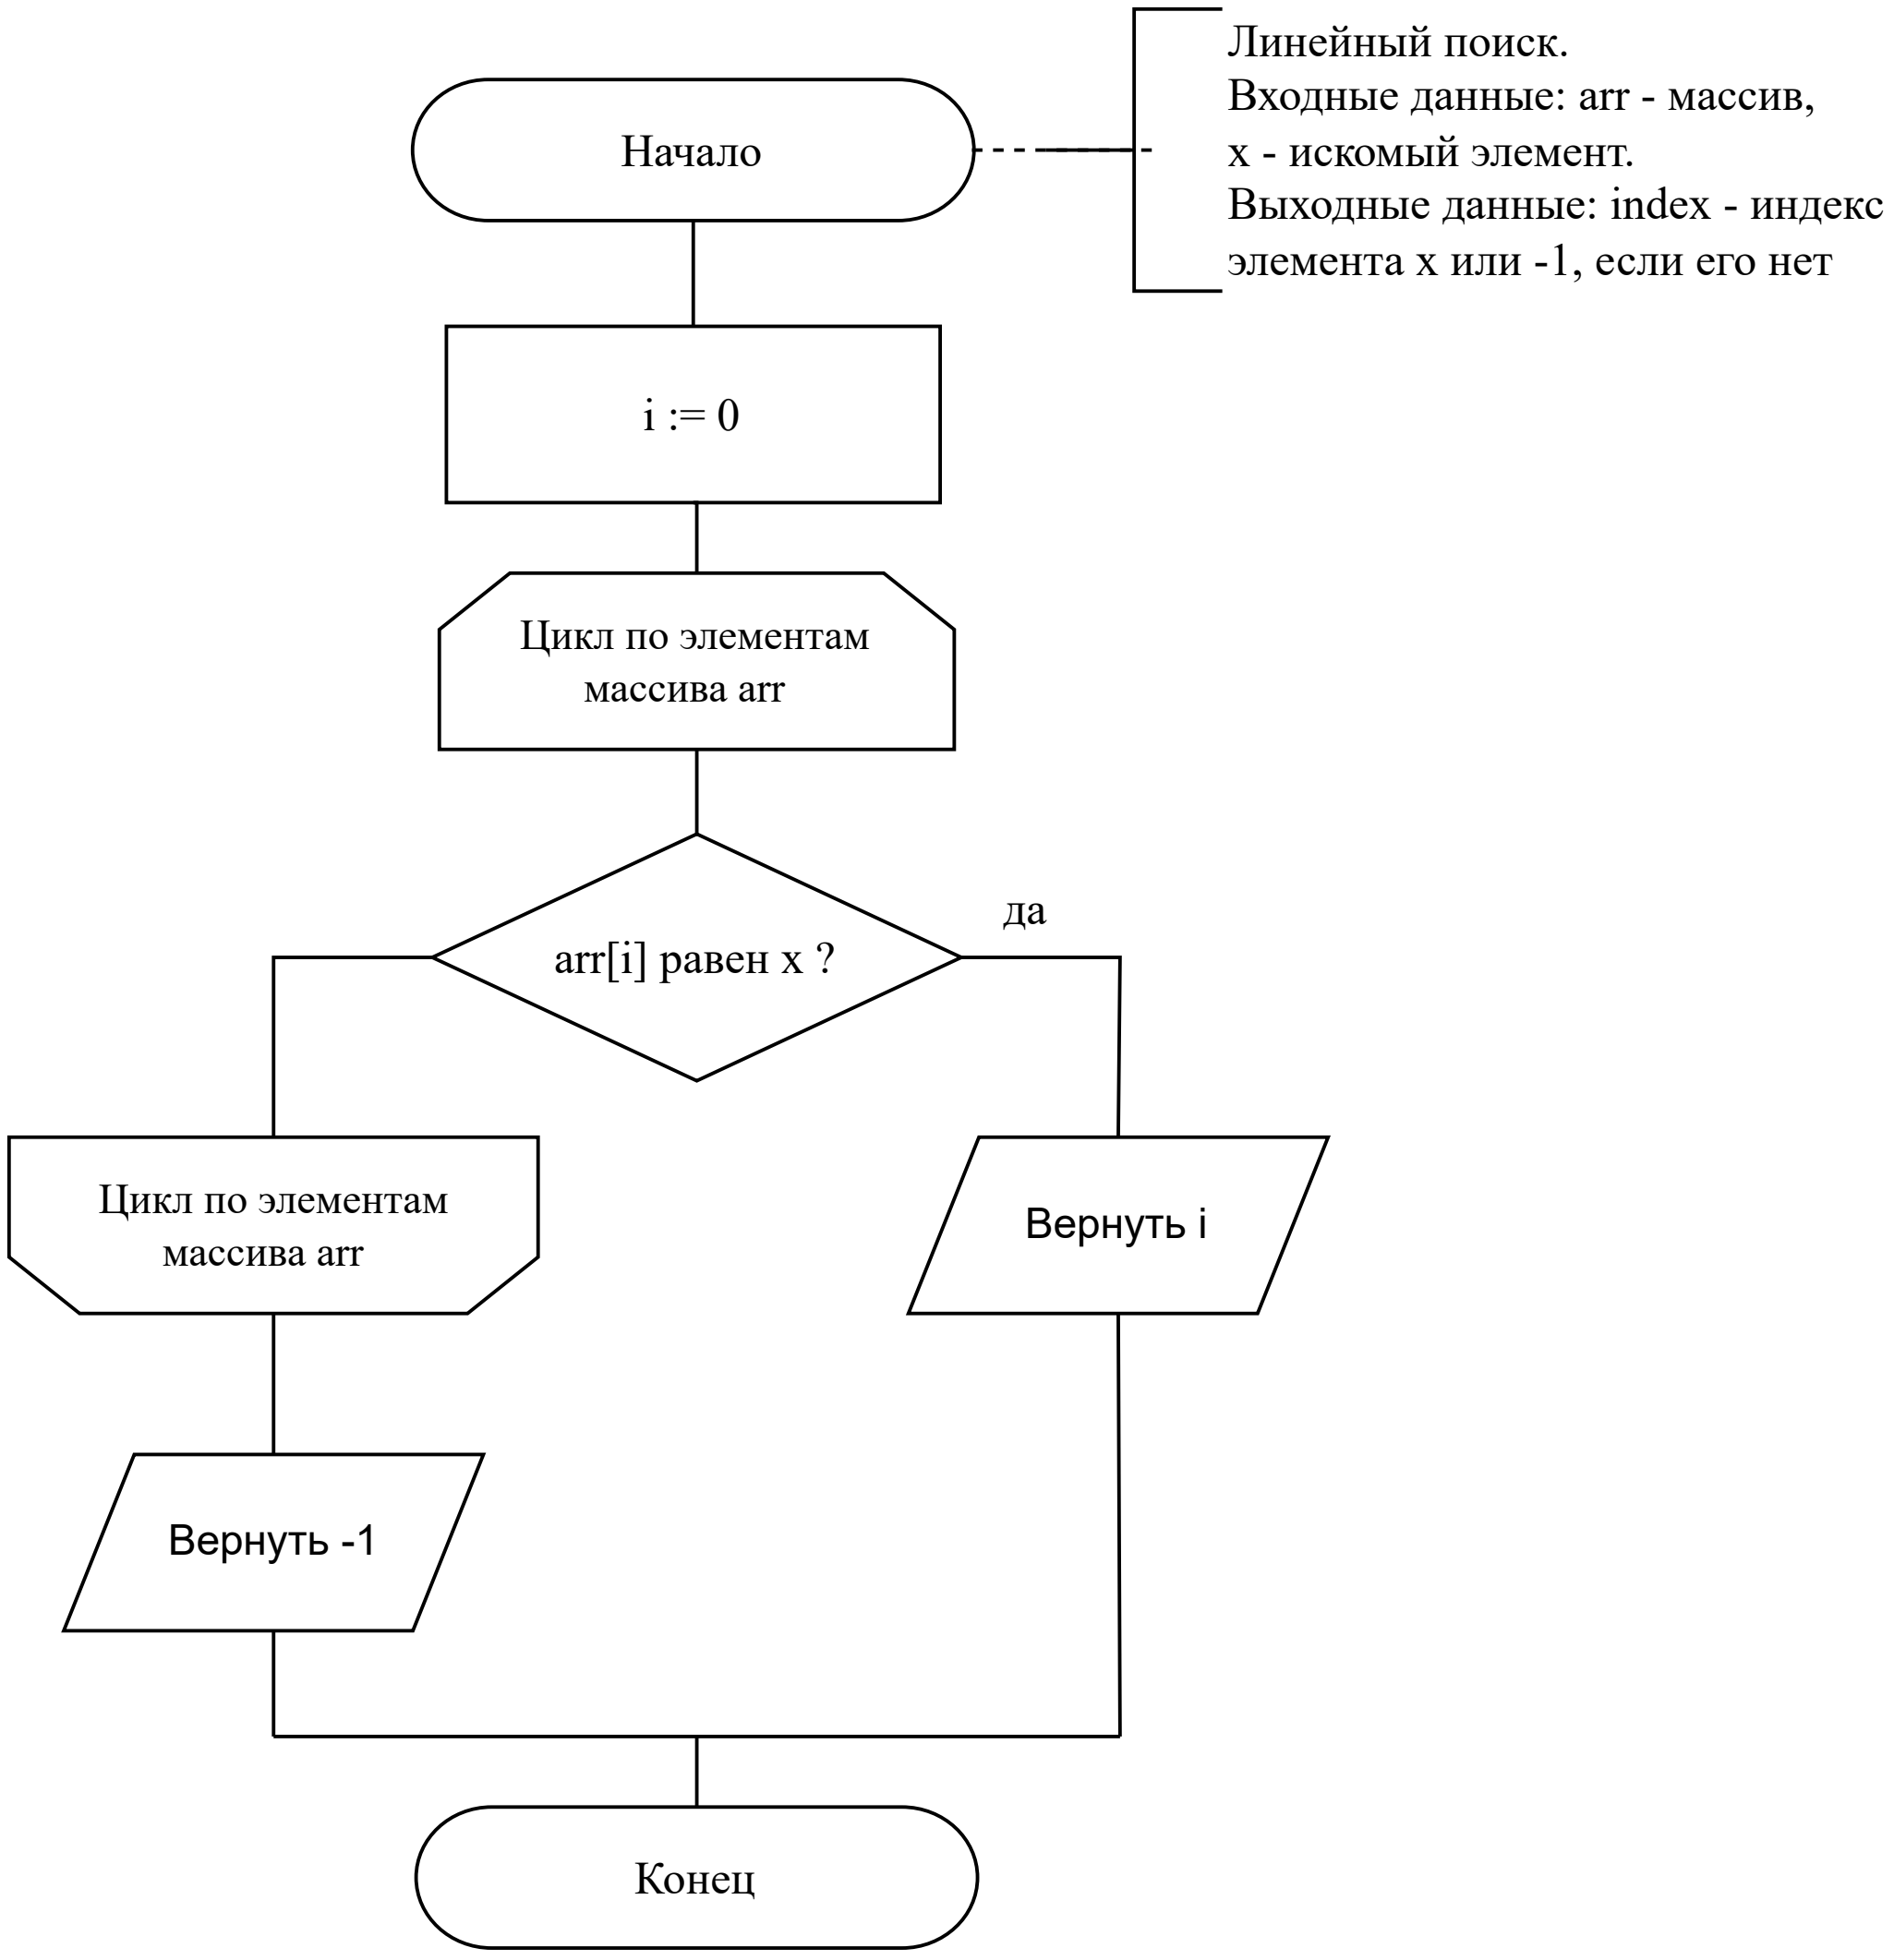 Линейный поиск.
Входные данные: arr - массив,
x - искомый элемент.
Выходные данные: index - индекс
элемента x или -1, если его нет
Начало
i := 0
Цикл по элементам
массива arr
arr[i] равен x ?
да
Цикл по элементам
массива arr
Вернуть i
Вернуть -1
Конец